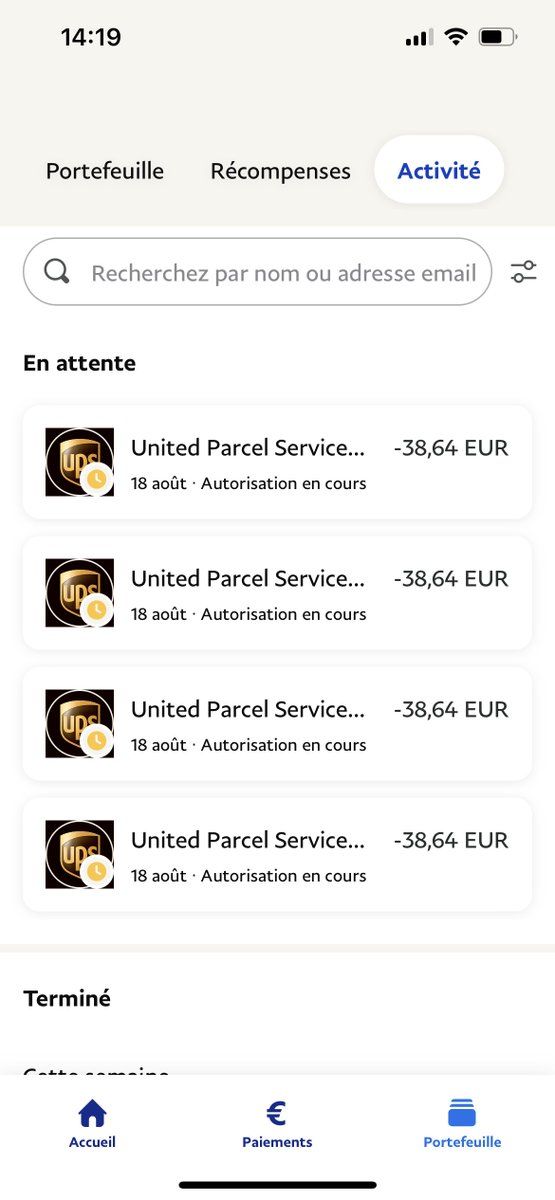 14:19
Portefeuille Récompenses Activité
Recherchez par nom ou adresse email
En attente
ups United Parcel Service... -38,64 EUR
18 août · Autorisation en cours
ups United Parcel Service... -38,64 EUR
18 août · Autorisation en cours
ups United Parcel Service... -38,64 EUR
18 août · Autorisation en cours
ups United Parcel Service... -38,64 EUR
18 août · Autorisation en cours
Terminé
Cette semaine
€
Accueil Paiements Portefeuille